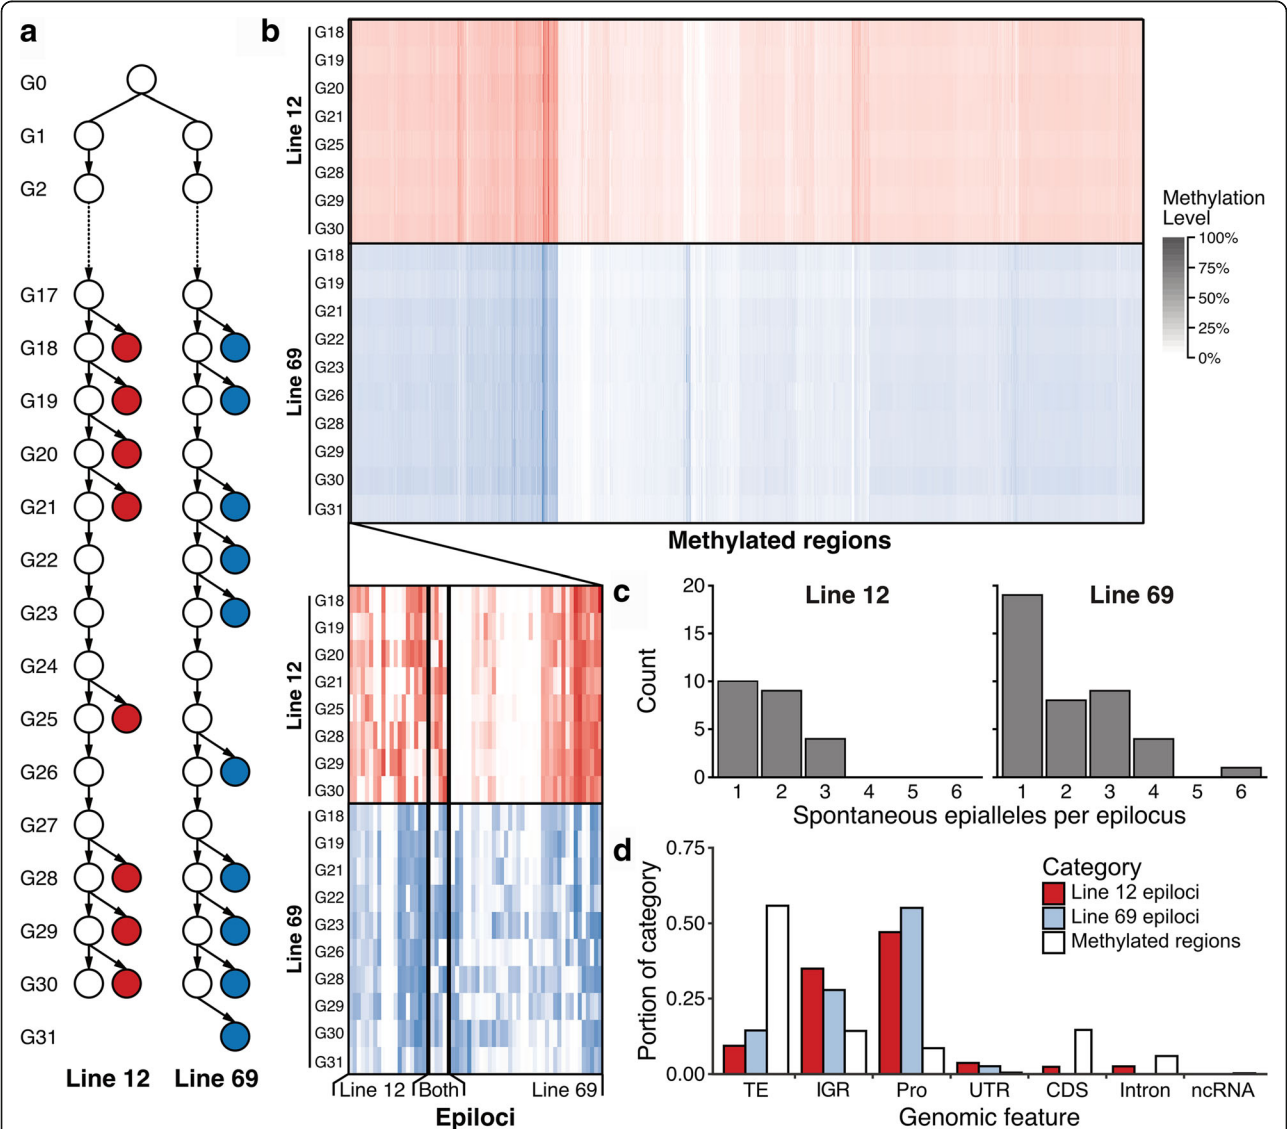 a
G0
G1
G2
G17
G18
G19
G20
G21
G22
G23
G24
G25
G26
G27
G28
G29
G30
G31
Line 12 Line 69
b
Line 12
G18
G19
G20
G21
G25
G28
G29
G30
Line 69
G18
G19
G21
G22
G23
G26
G28
G29
G30
G31
Methylated regions
Methylation
Level
100%
75%
50%
25%
0%
Line 12
G18
G19
G20
G21
G25
G28
G29
G30
Line 69
G18
G19
G21
G22
G23
G26
G28
G29
G30
G31
Line 12 Both Line 69
Epiloci
c
Line 12 Line 69
Count
20
15
10
5
0
1 2 3 4 5 6 1 2 3 4 5 6
Spontaneous epialleles per epilocus
d
Portion of category
0.75
0.50
0.25
0.00
Category
Line 12 epiloci
Line 69 epiloci
Methylated regions
TE IGR Pro UTR CDS Intron ncRNA
Genomic feature